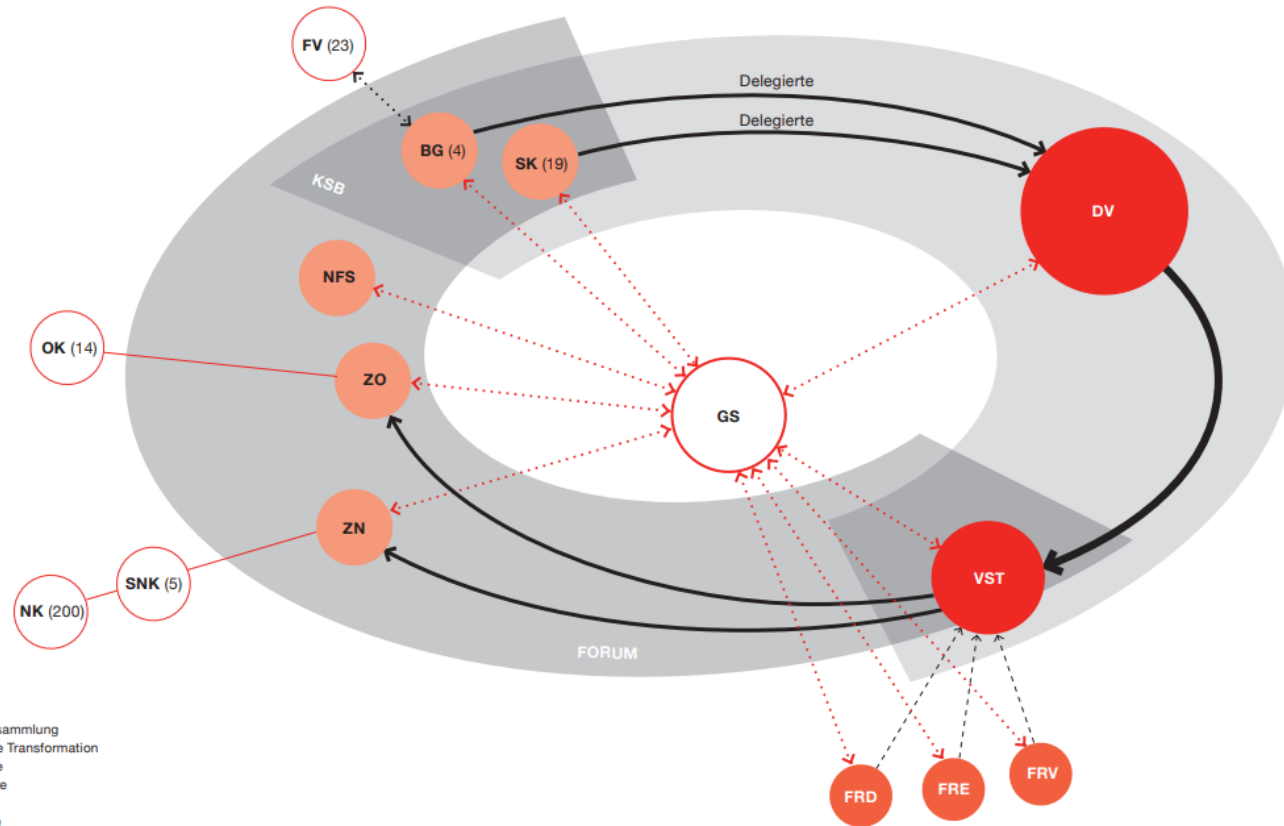 FV (23)
Delegierte
Delegierte
BG (4)
SK (19)
KSB
DV
NFS
OK (14)
ZO
GS
ZN
SNK (5)
VST
NK (200)
FORUM
sammlung
e Transformation
e
e
FRD
FRE
FRV